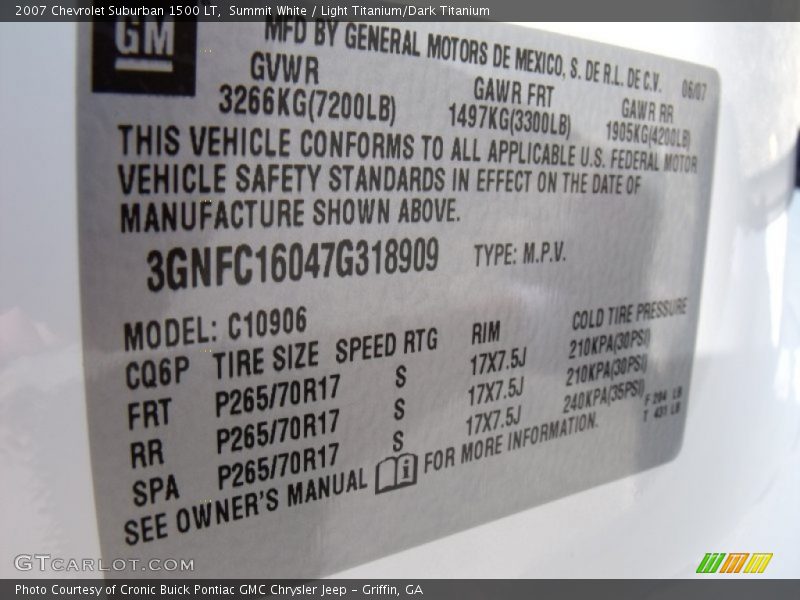 2007 Chevrolet Suburban 1500 LT, Summit White / Light Titanium/Dark Titanium
GM
MFD BY GENERAL MOTORS DE MEXICO, S. DE R.L. DE C.V. 06/07
GVWR GAWR FRT GAWR RR
3266KG(7200LB) 1497KG(3300LB) 1905KG(4200LB)
THIS VEHICLE CONFORMS TO ALL APPLICABLE U.S. FEDERAL MOTOR
VEHICLE SAFETY STANDARDS IN EFFECT ON THE DATE OF
MANUFACTURE SHOWN ABOVE.
3GNFC16047G318909 TYPE: M.P.V.
MODEL: C10906
CQ6P TIRE SIZE SPEED RTG RIM COLD TIRE PRESSURE
FRT P265/70R17 S 17X7.5J 210KPA(30PSI)
RR P265/70R17 S 17X7.5J 210KPA(30PSI)
SPA P265/70R17 S 17X7.5J 240KPA(35PSI)
F 204 LB
T 431 LB
SEE OWNER'S MANUAL FOR MORE INFORMATION.
GTCARLOT.COM
Photo Courtesy of Cronic Buick Pontiac GMC Chrysler Jeep - Griffin, GA